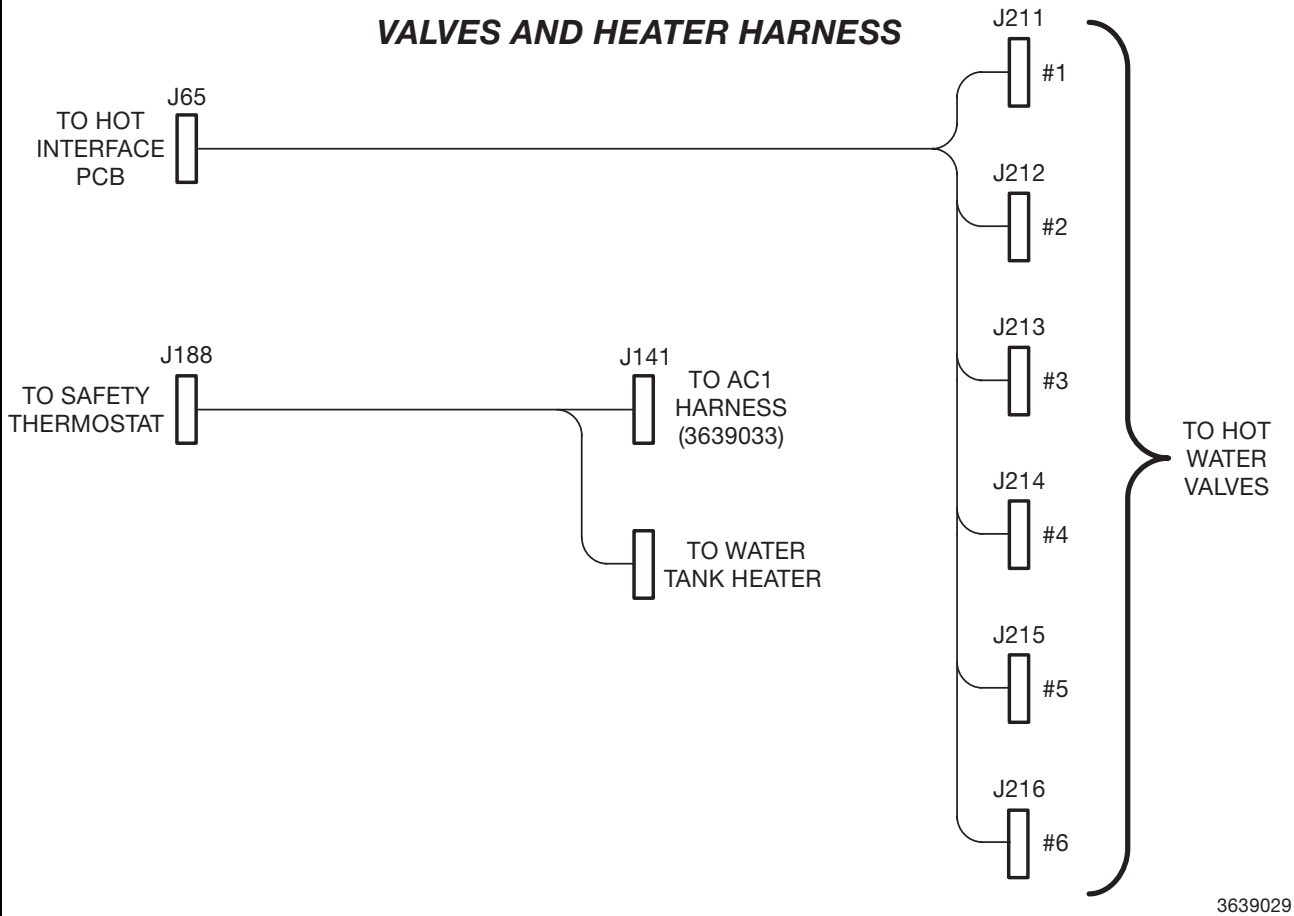 VALVES AND HEATER HARNESS
J65
TO HOT
INTERFACE
PCB
J211
#1
J212
#2
J213
#3
J214
#4
J215
#5
J216
#6
TO HOT
WATER
VALVES
J188
TO SAFETY
THERMOSTAT
J141
TO AC1
HARNESS
(3639033)
TO WATER
TANK HEATER
3639029